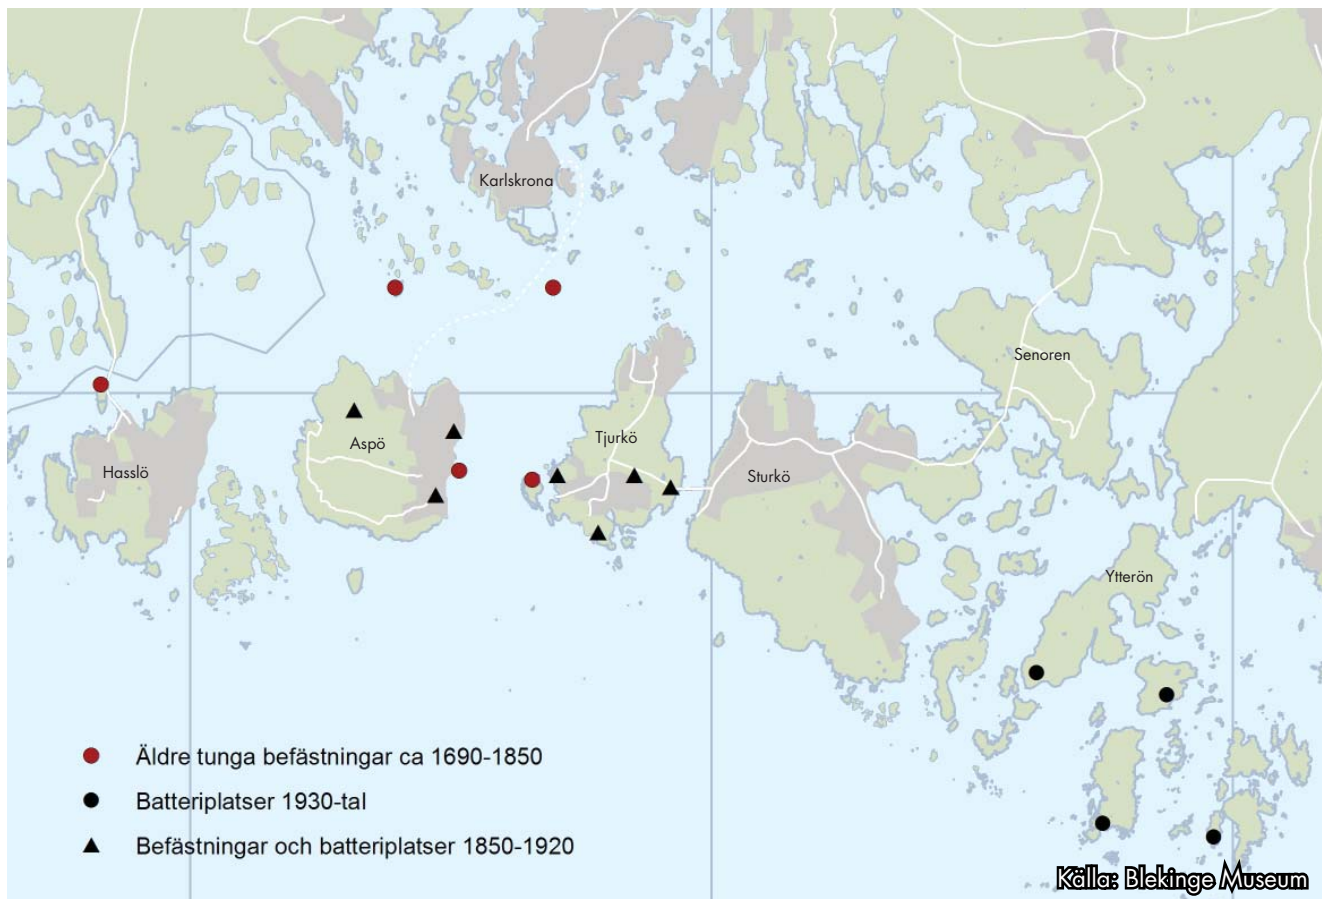 Karlskrona
Senoren
Tjurkö
Aspö
Hasslö
Sturkö
Ytterön
Äldre tunga befästningar ca 1690-1850
Batteriplatser 1930-tal
Befästningar och batteriplatser 1850-1920
Källa: Blekinge Museum